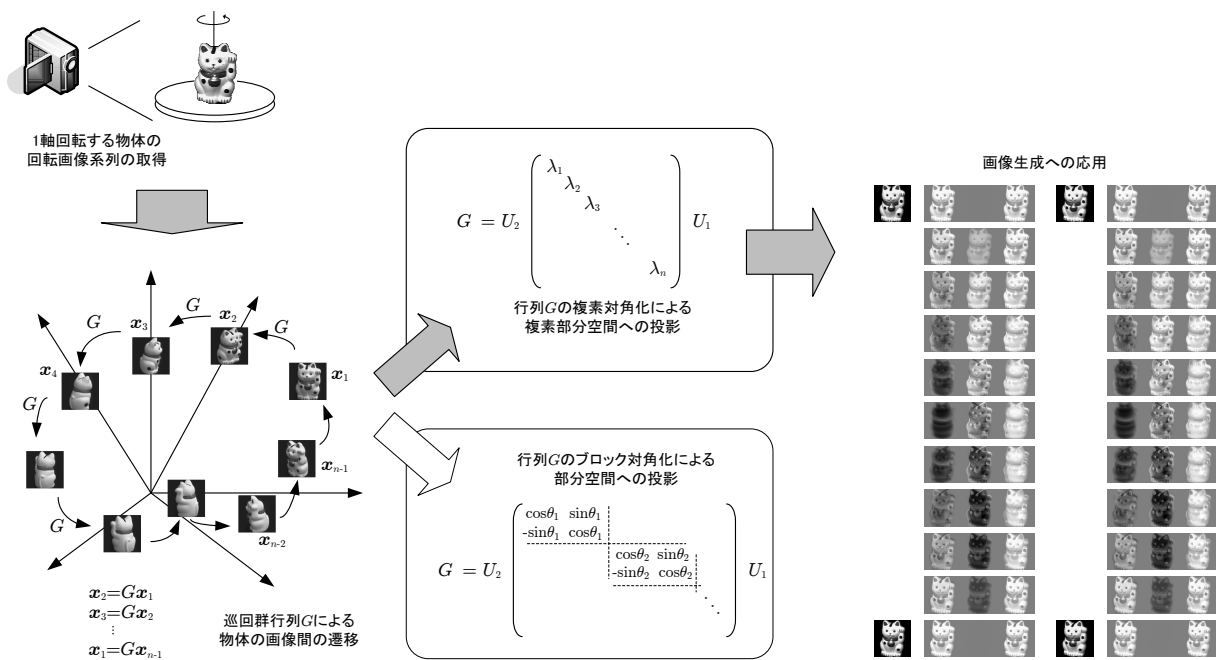 1軸回転する物体の
回転画像系列の取得
G
G
G
G
G
x₁
x₂
x₃
x₄
xₙ₋₁
xₙ₋₂
x₂=Gx₁
x₃=Gx₂
⋮
x₁=Gxₙ₋₁
巡回群行列Gによる
物体の画像間の遷移
G = U₂
λ₁
λ₂
λ₃
⋱
λₙ
U₁
行列Gの複素対角化による
複素部分空間への投影
行列Gのブロック対角化による
部分空間への投影
G = U₂
cosθ₁ sinθ₁
-sinθ₁ cosθ₁
cosθ₂ sinθ₂
-sinθ₂ cosθ₂
⋱
U₁
画像生成への応用